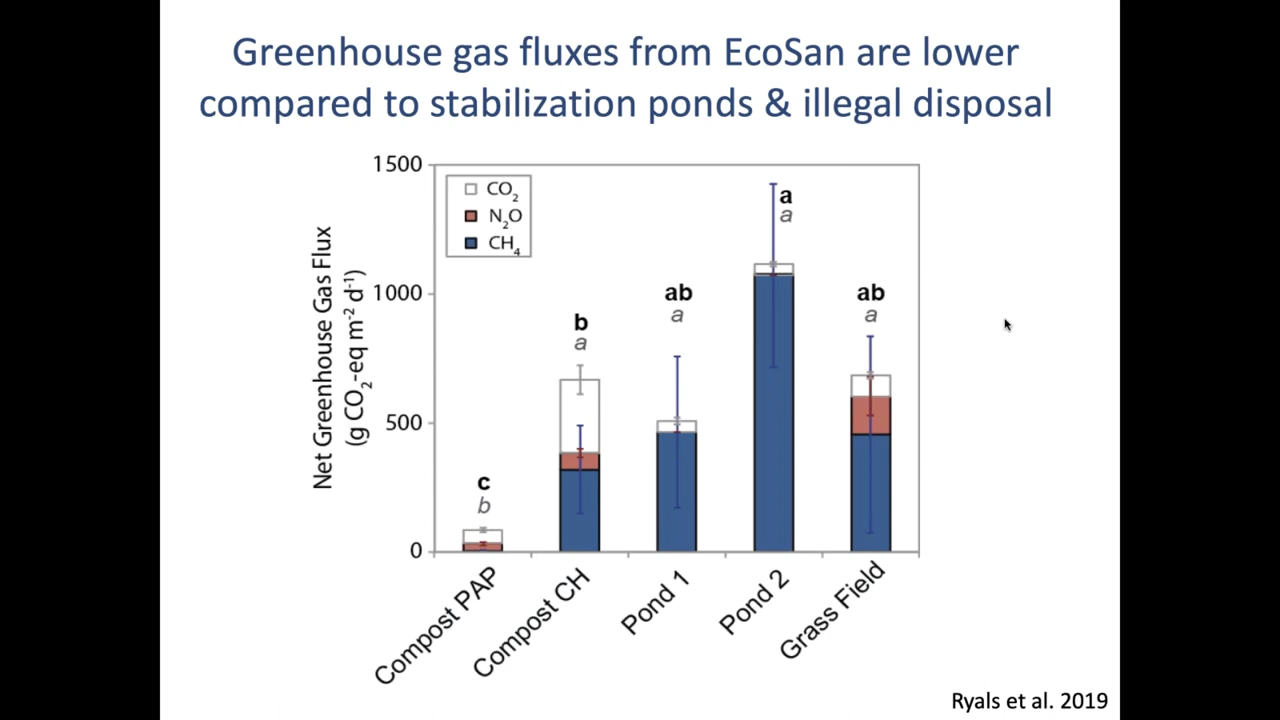 Greenhouse gas fluxes from EcoSan are lower
compared to stabilization ponds & illegal disposal
1500
1000
500
0
Net Greenhouse Gas Flux
(g CO₂-eq m⁻² d⁻¹)
CO₂
N₂O
CH₄
c
b
b
a
ab
a
a
a
ab
a
Compost PAP
Compost CH
Pond 1
Pond 2
Grass Field
Ryals et al. 2019